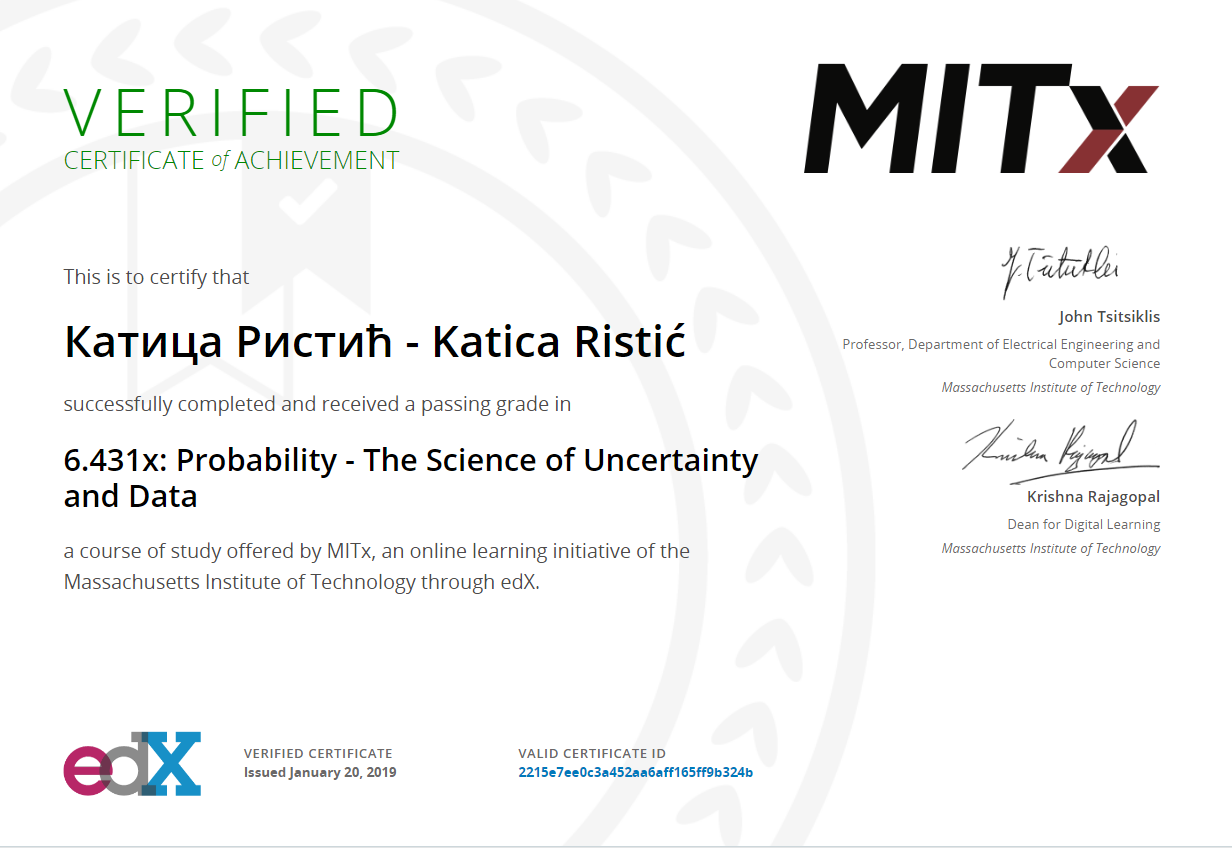 VERIFIED
CERTIFICATE of ACHIEVEMENT
MITx
This is to certify that
Катица Ристић - Katica Ristić
successfully completed and received a passing grade in
6.431x: Probability - The Science of Uncertainty
and Data
a course of study offered by MITx, an online learning initiative of the
Massachusetts Institute of Technology through edX.
John Tsitsiklis
Professor, Department of Electrical Engineering and
Computer Science
Massachusetts Institute of Technology
Krishna Rajagopal
Dean for Digital Learning
Massachusetts Institute of Technology
edX
VERIFIED CERTIFICATE
Issued January 20, 2019
VALID CERTIFICATE ID
2215e7ee0c3a452aa6aff165ff9b324b